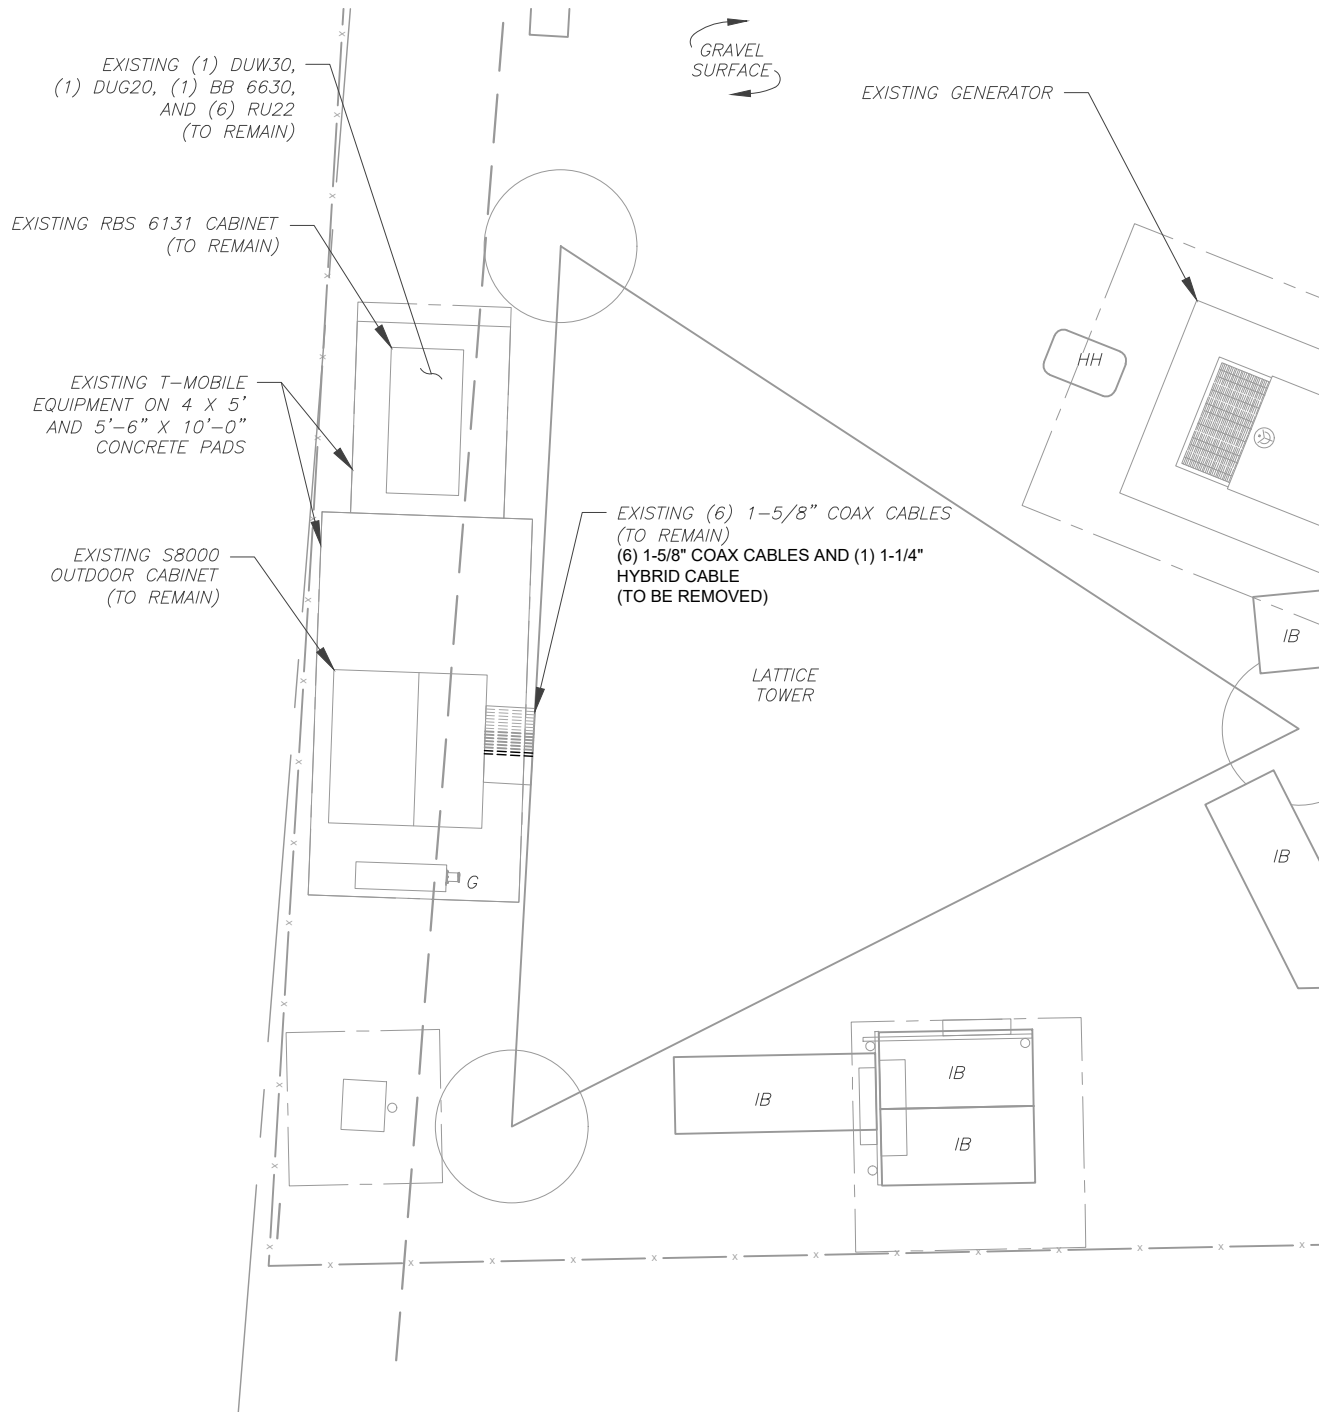 EXISTING (1) DUW30,
(1) DUG20, (1) BB 6630,
AND (6) RU22
(TO REMAIN)
GRAVEL
SURFACE
EXISTING GENERATOR
EXISTING RBS 6131 CABINET
(TO REMAIN)
HH
EXISTING T-MOBILE
EQUIPMENT ON 4 X 5'
AND 5'-6" X 10'-0"
CONCRETE PADS
EXISTING (6) 1-5/8" COAX CABLES
(TO REMAIN)
(6) 1-5/8" COAX CABLES AND (1) 1-1/4"
HYBRID CABLE
(TO BE REMOVED)
EXISTING S8000
OUTDOOR CABINET
(TO REMAIN)
IB
LATTICE
TOWER
IB
G
IB
IB
IB